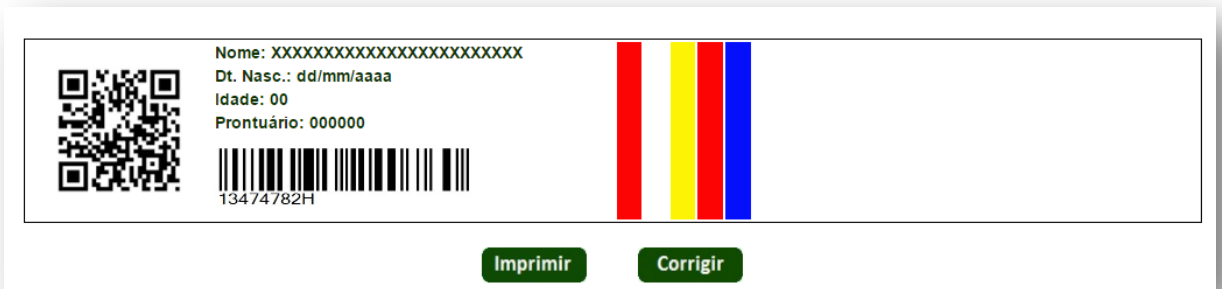 Nome: XXXXXXXXXXXXXXXXXXXXXXXX
Dt. Nasc.: dd/mm/aaaa
Idade: 00
Prontuário: 000000
13474782H
Imprimir
Corrigir